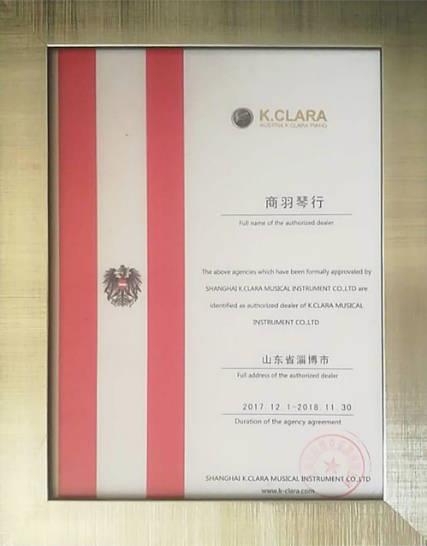 K.CLARA
AUSTRIA K.CLARA PIANO
商羽琴行
Full name of the authorized dealer
The above agencies which have been formally approvaled by
SHANGHAI K.CLARA MUSICAL INSTRUMENT CO.,LTD are
identified as authorized dealer of K.CLARA MUSICAL
INSTRUMENT CO.,LTD
山东省淄博市
Full address of the authorized dealer
2017.12.1-2018.11.30
Duration of the agency agreement
SHANGHAI K.CLARA MUSICAL INSTRUMENT CO.,LTD
www.k-clara.com